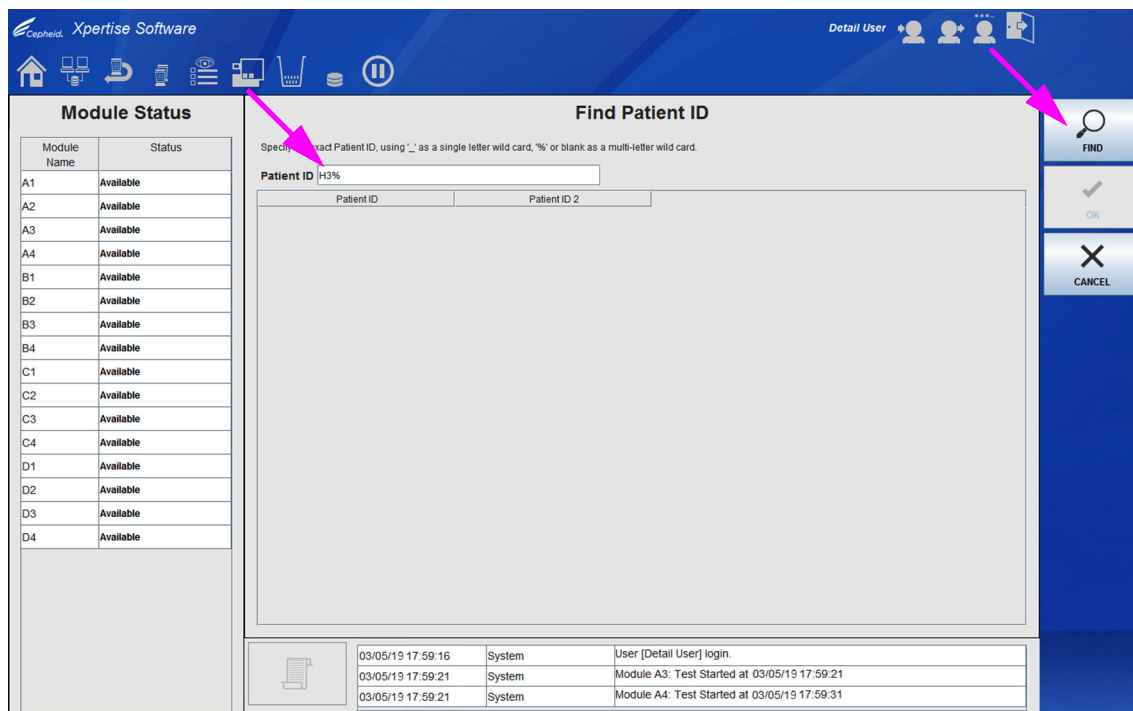 Cepheid. Xpertise Software
Detail User
Module Status
Module Name Status
A1 Available
A2 Available
A3 Available
A4 Available
B1 Available
B2 Available
B3 Available
B4 Available
C1 Available
C2 Available
C3 Available
C4 Available
D1 Available
D2 Available
D3 Available
D4 Available
Find Patient ID
Specify exact Patient ID, using '_' as a single letter wild card, '%' or blank as a multi-letter wild card.
Patient ID H3%
Patient ID Patient ID 2
03/05/19 17:59:16 System User [Detail User] login.
03/05/19 17:59:21 System Module A3: Test Started at 03/05/19 17:59:21
03/05/19 17:59:21 System Module A4: Test Started at 03/05/19 17:59:31
FIND
OK
CANCEL